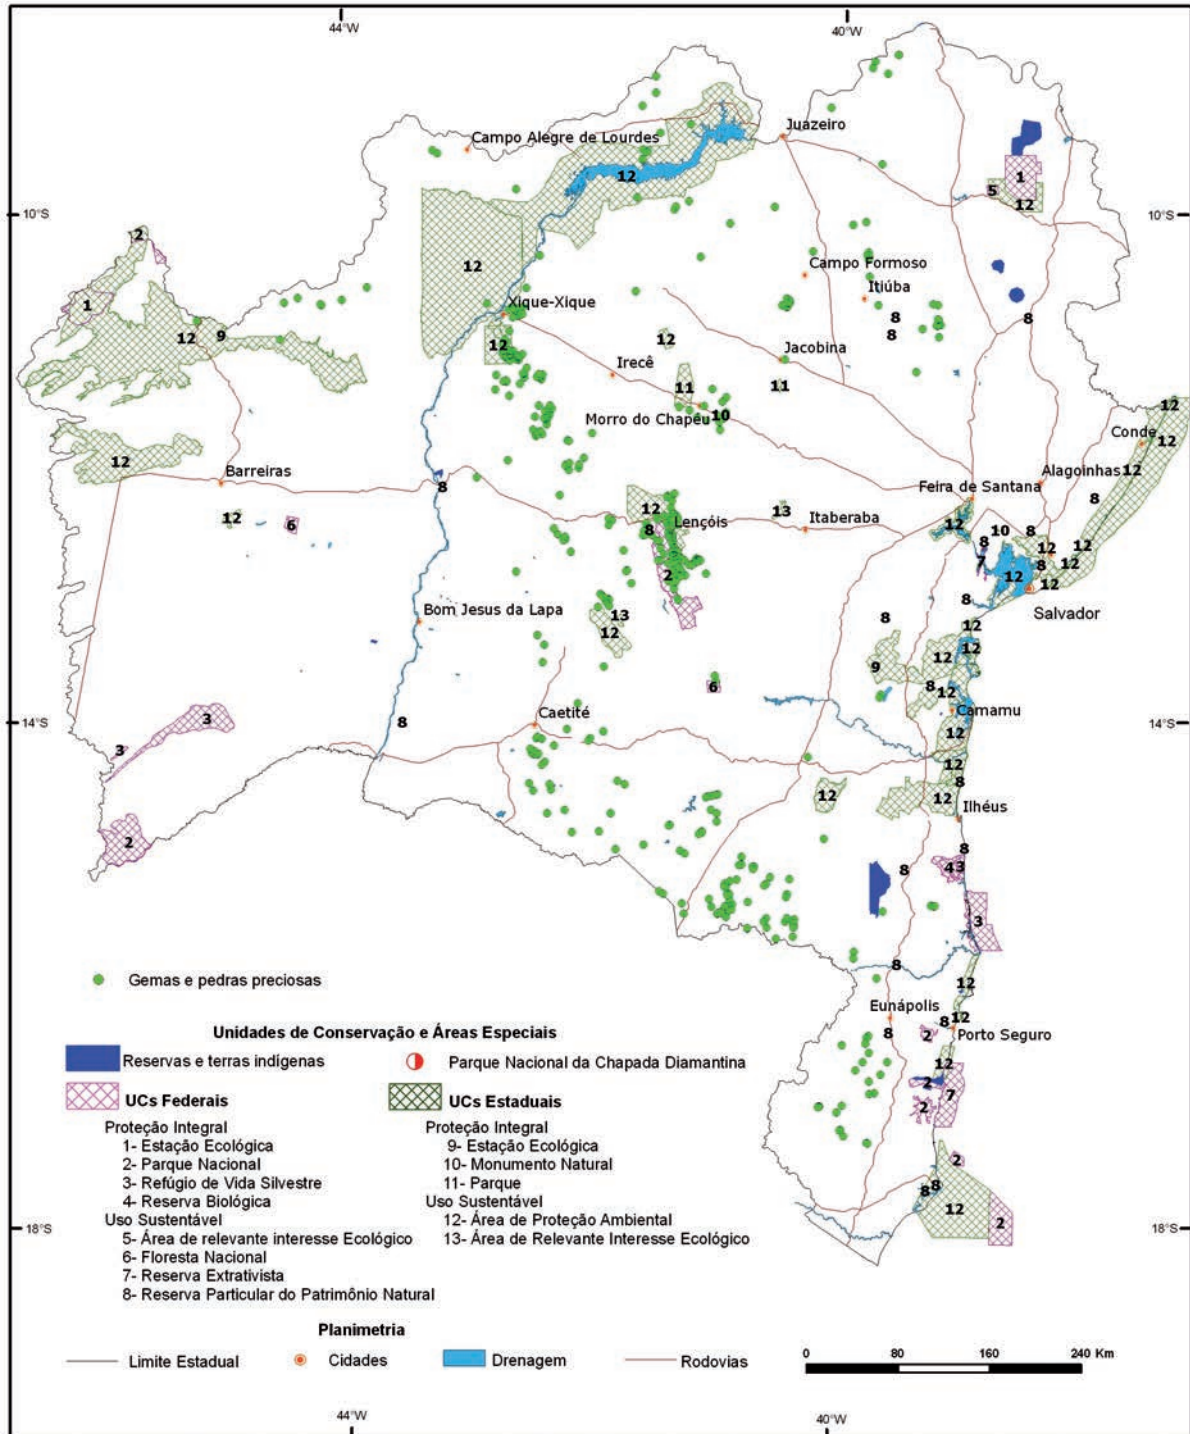 44°W
40°W
Campo Alegre de Lourdes
Juazeiro
12
1
5
12
10°S
10°S
2
12
Campo Formoso
Itiúba
1
Xique-Xique
8
12
9
12
12
8
Jacobina
Irecê
11
11
Morro do Chapéu
10
12
Conde
12
12
Barreiras
12
Alagoinhas
8
Feira de Santana
8
12
6
12
8
Lençóis
13
Itaberaba
12
10
8
8
12
12
7
12
8
12
12
2
Bom Jesus da Lapa
13
12
8
8
Salvador
12
12
12
9
6
8
12
3
8
Caetité
Camamu
14°S
14°S
3
12
12
8
12
12
Ilhéus
2
8
43
8
3
8
12
Eunápolis
8
12
8
2
Porto Seguro
12
2
7
2
2
8
8
12
2
18°S
18°S
Gemas e pedras preciosas
Unidades de Conservação e Áreas Especiais
Reservas e terras indígenas
Parque Nacional da Chapada Diamantina
UCs Federais
UCs Estaduais
Proteção Integral
1- Estação Ecológica
2- Parque Nacional
3- Refúgio de Vida Silvestre
4- Reserva Biológica
Uso Sustentável
5- Área de relevante interesse Ecológico
6- Floresta Nacional
7- Reserva Extrativista
8- Reserva Particular do Patrimônio Natural
Proteção Integral
9- Estação Ecológica
10- Monumento Natural
11- Parque
Uso Sustentável
12- Área de Proteção Ambiental
13- Área de Relevante Interesse Ecológico
Planimetria
Limite Estadual
Cidades
Drenagem
Rodovias
0 80 160 240 Km
44°W
40°W